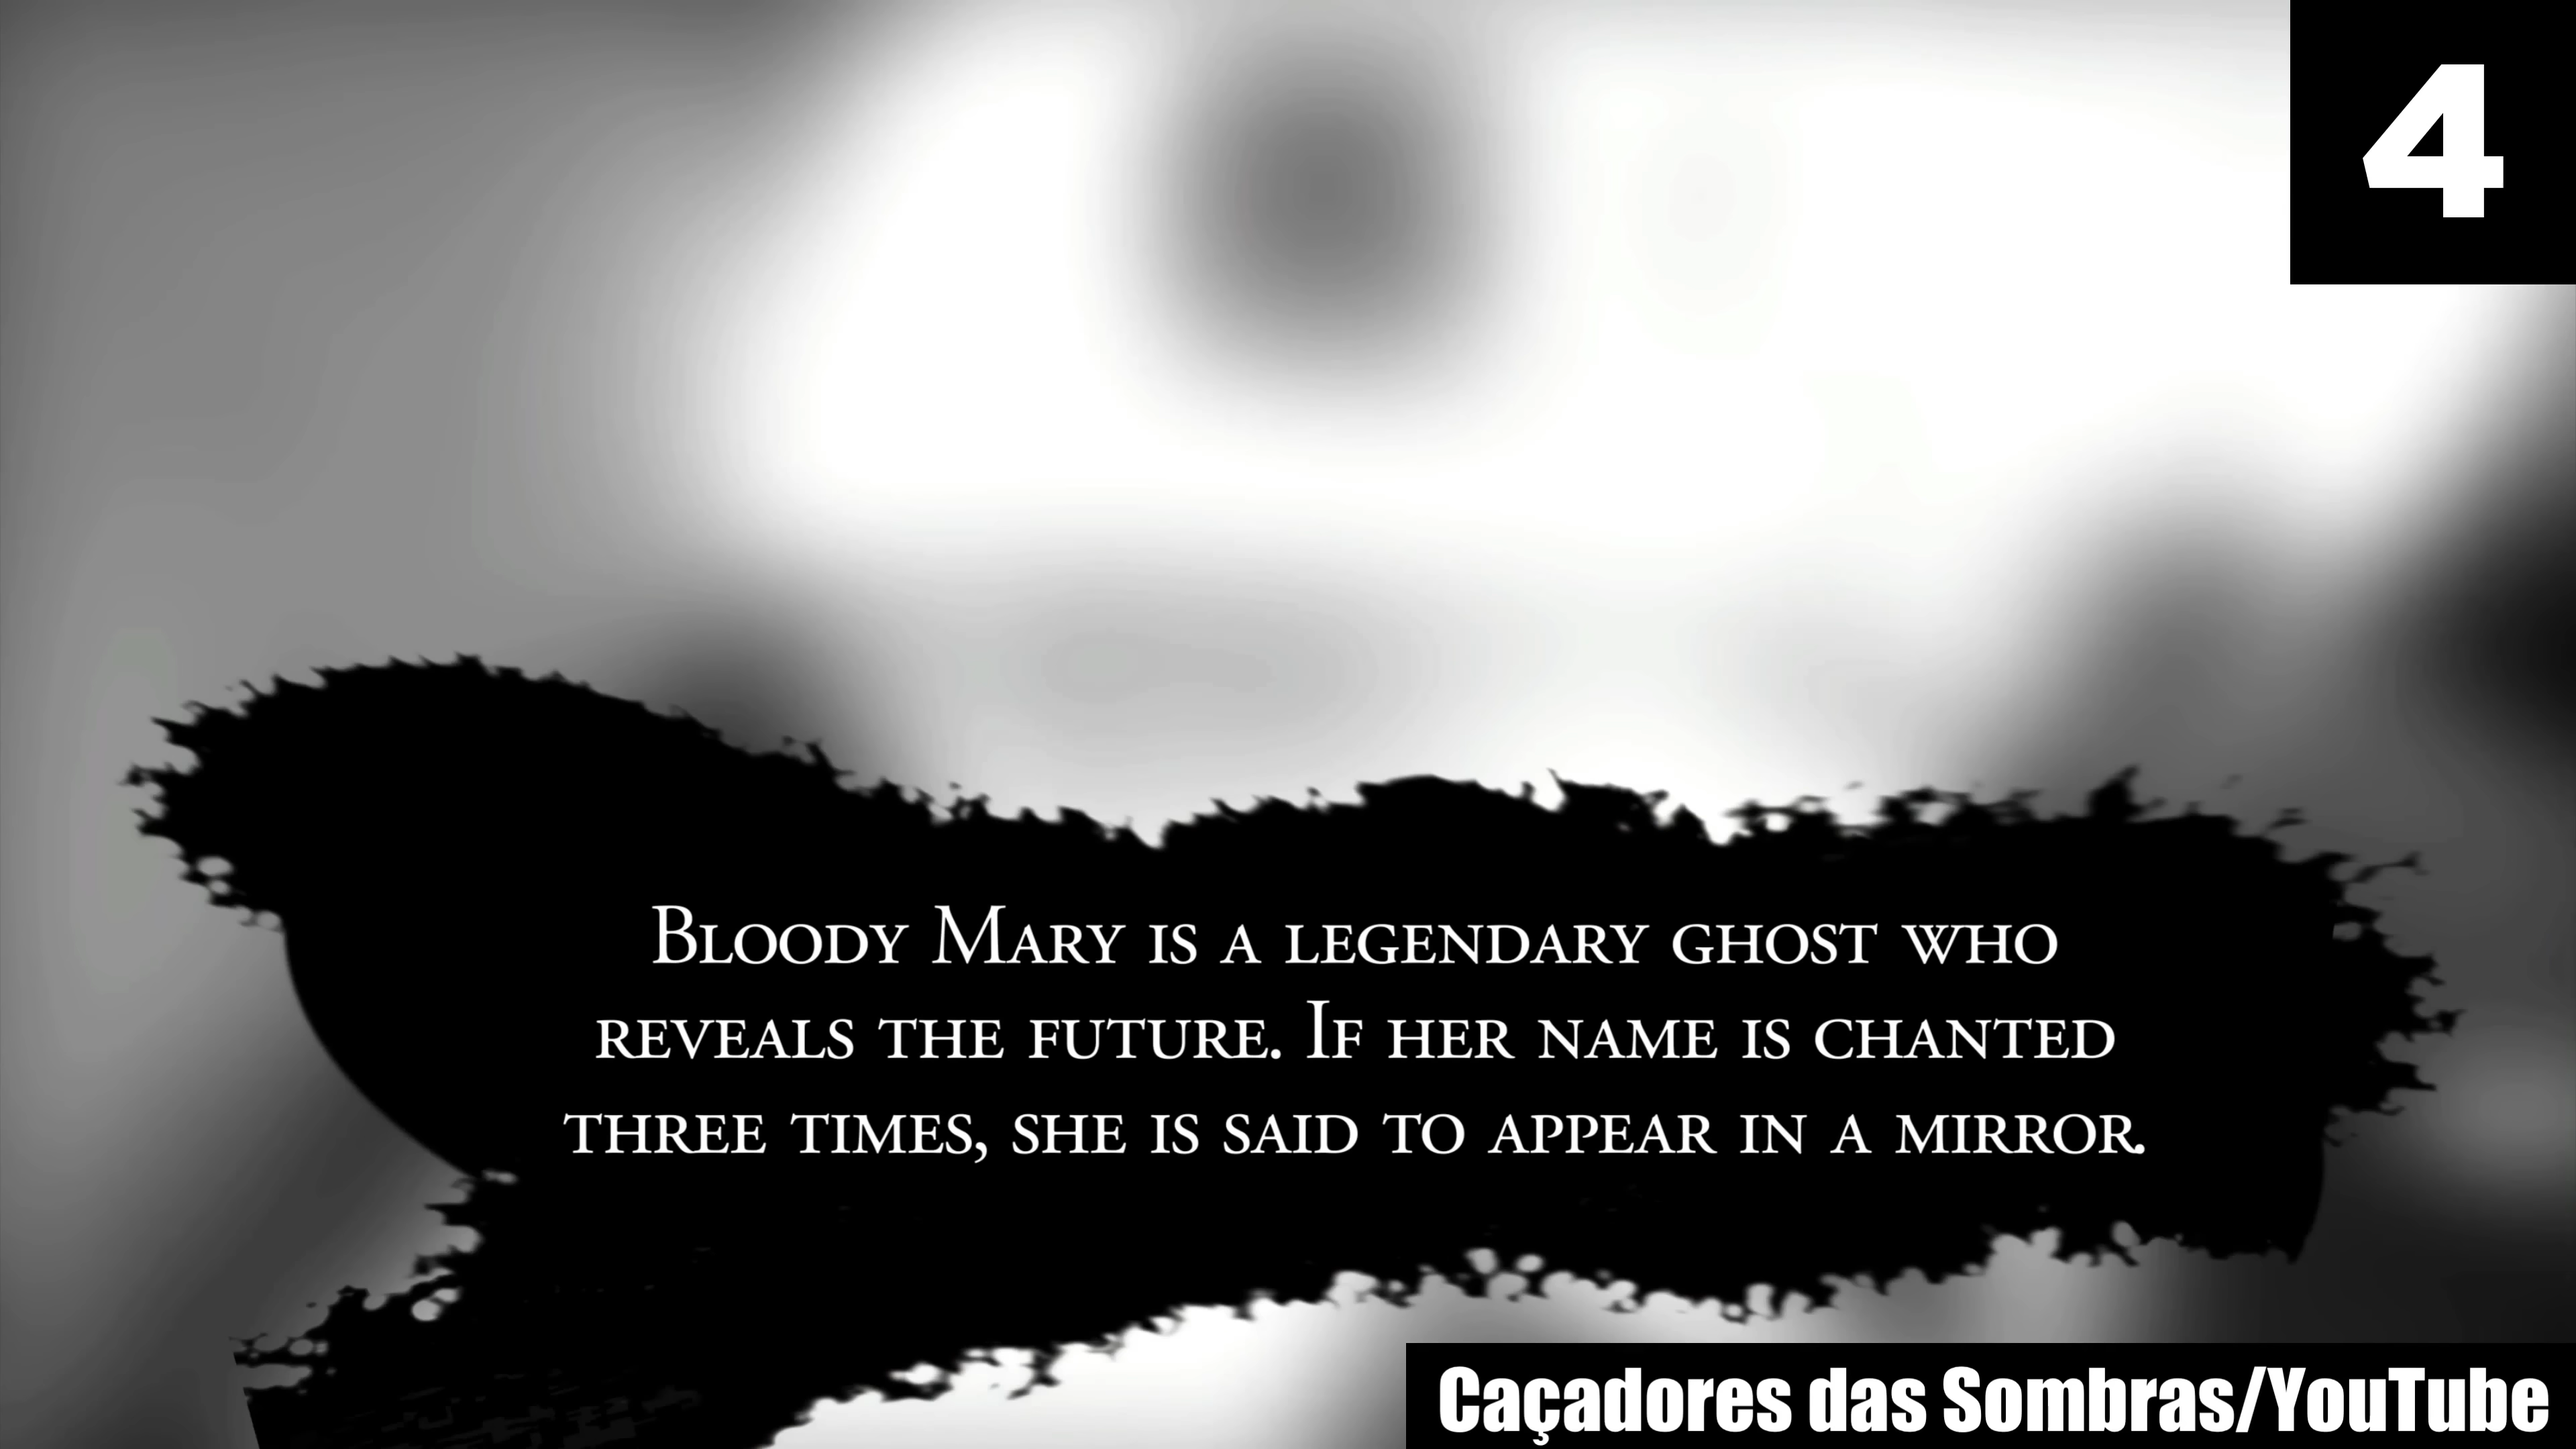 4
Bloody Mary is a legendary ghost who
reveals the future. If her name is chanted
three times, she is said to appear in a mirror.
Caçadores das Sombras/YouTube